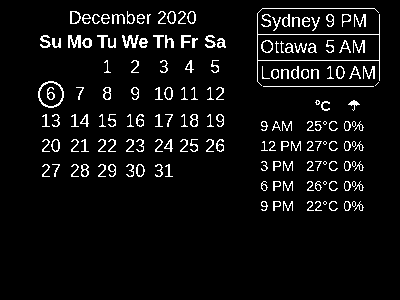 December 2020
Su Mo Tu We Th Fr Sa
1 2 3 4 5
6 7 8 9 10 11 12
13 14 15 16 17 18 19
20 21 22 23 24 25 26
27 28 29 30 31
Sydney 9 PM
Ottawa 5 AM
London 10 AM
°C ☂
9 AM 25°C 0%
12 PM 27°C 0%
3 PM 27°C 0%
6 PM 26°C 0%
9 PM 22°C 0%